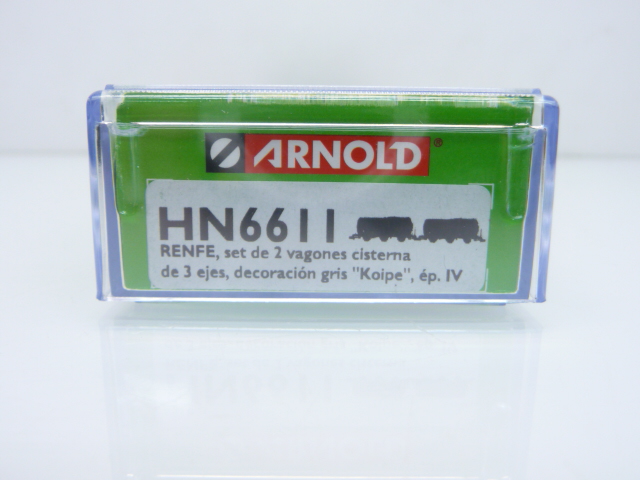 ARNOLD
HN6611
RENFE, set de 2 vagones cisterna
de 3 ejes, decoración gris "Koipe", ép. IV